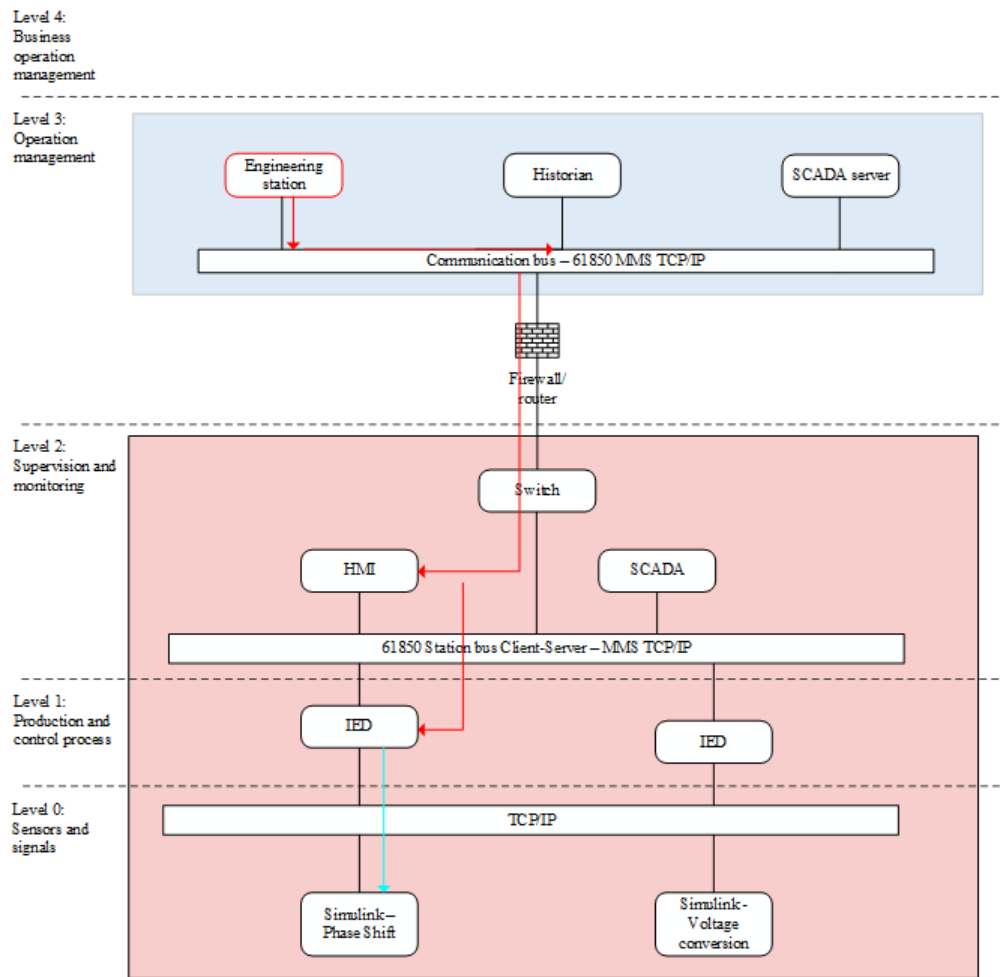 Level 4:
Business
operation
management
Level 3:
Operation
management
Engineering
station
Historian
SCADA server
Communication bus – 61850 MMS TCP/IP
Firewall/
router
Level 2:
Supervision and
monitoring
Switch
HMI
SCADA
61850 Station bus Client-Server – MMS TCP/IP
Level 1:
Production and
control process
IED
IED
Level 0:
Sensors and
signals
TCP/IP
Simulink –
Phase Shift
Simulink -
Voltage
conversion